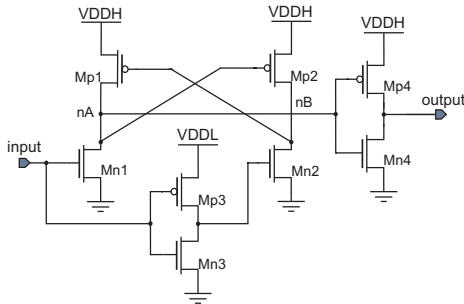 VDDH
VDDH
VDDH
Mp1
Mp2
Mp4
nA
nB
output
input
VDDL
Mn1
Mp3
Mn2
Mn4
Mn3